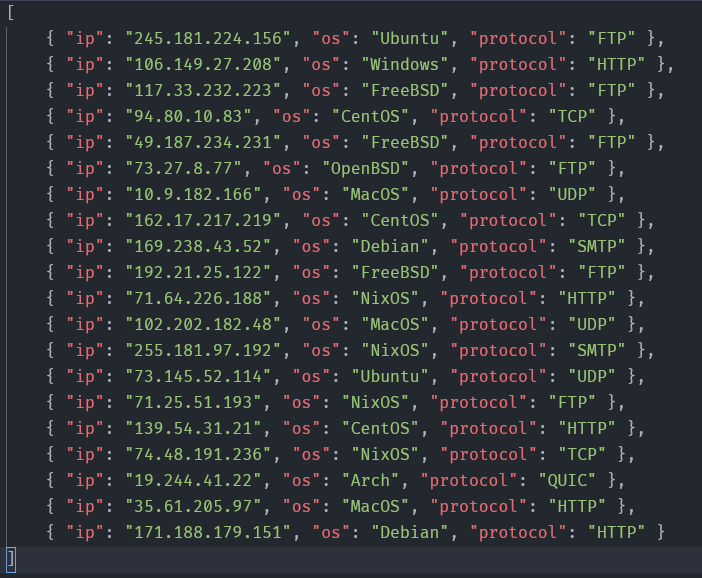 [
    { "ip": "245.181.224.156", "os": "Ubuntu", "protocol": "FTP" },
    { "ip": "106.149.27.208", "os": "Windows", "protocol": "HTTP" },
    { "ip": "117.33.232.223", "os": "FreeBSD", "protocol": "FTP" },
    { "ip": "94.80.10.83", "os": "CentOS", "protocol": "TCP" },
    { "ip": "49.187.234.231", "os": "FreeBSD", "protocol": "FTP" },
    { "ip": "73.27.8.77", "os": "OpenBSD", "protocol": "FTP" },
    { "ip": "10.9.182.166", "os": "MacOS", "protocol": "UDP" },
    { "ip": "162.17.217.219", "os": "CentOS", "protocol": "TCP" },
    { "ip": "169.238.43.52", "os": "Debian", "protocol": "SMTP" },
    { "ip": "192.21.25.122", "os": "FreeBSD", "protocol": "FTP" },
    { "ip": "71.64.226.188", "os": "NixOS", "protocol": "HTTP" },
    { "ip": "102.202.182.48", "os": "MacOS", "protocol": "UDP" },
    { "ip": "255.181.97.192", "os": "NixOS", "protocol": "SMTP" },
    { "ip": "73.145.52.114", "os": "Ubuntu", "protocol": "UDP" },
    { "ip": "71.25.51.193", "os": "NixOS", "protocol": "FTP" },
    { "ip": "139.54.31.21", "os": "CentOS", "protocol": "HTTP" },
    { "ip": "74.48.191.236", "os": "NixOS", "protocol": "TCP" },
    { "ip": "19.244.41.22", "os": "Arch", "protocol": "QUIC" },
    { "ip": "35.61.205.97", "os": "MacOS", "protocol": "HTTP" },
    { "ip": "171.188.179.151", "os": "Debian", "protocol": "HTTP" }
]